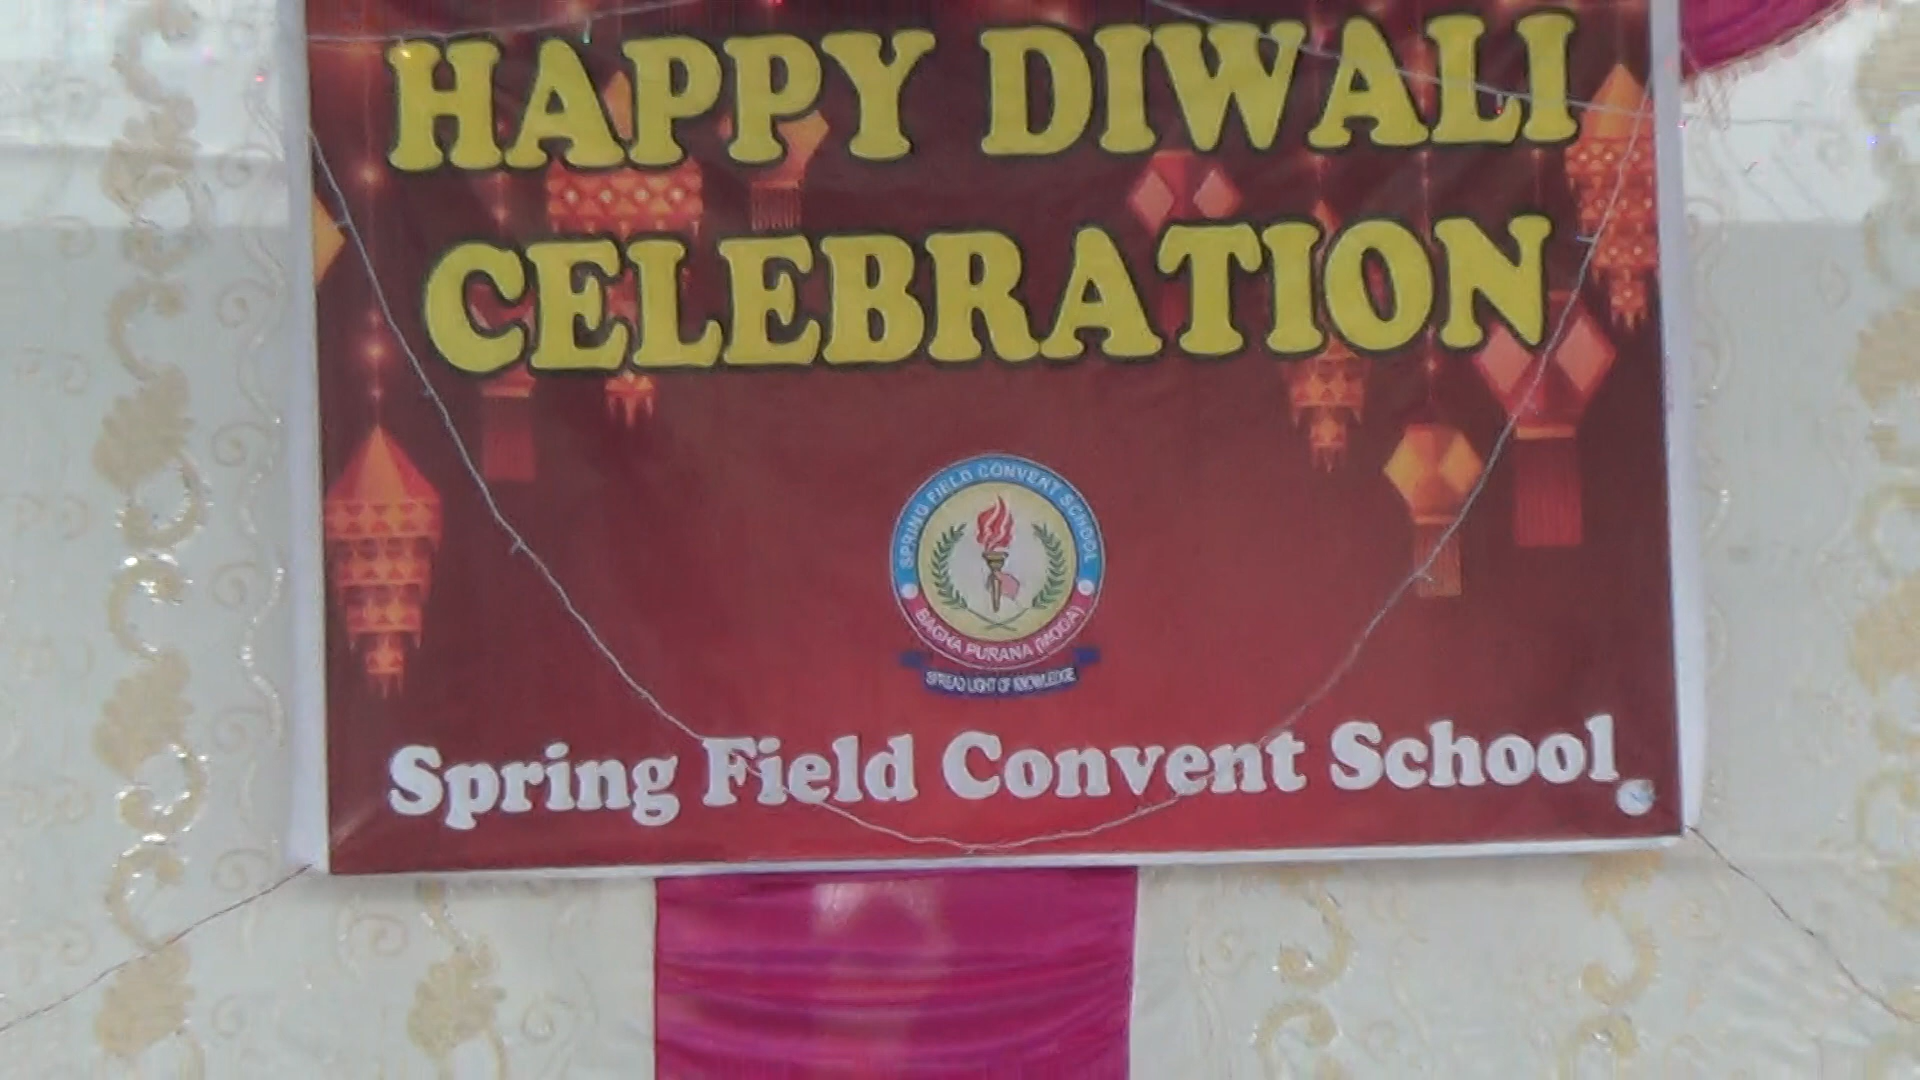 HAPPY DIWALI
CELEBRATION
SPRING FIELD CONVENT SCHOOL
BAGHA PURANA (MOGA)
SPREAD LIGHT OF KNOWLEDGE
Spring Field Convent School